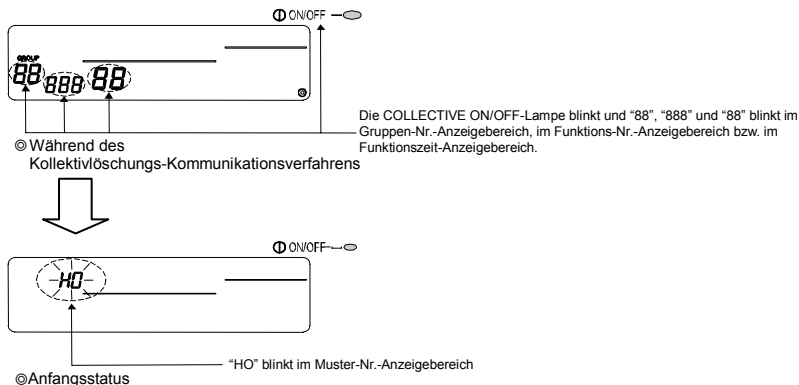 ON/OFF
GROUP
88 888 88
Die COLLECTIVE ON/OFF-Lampe blinkt und “88”, “888” und “88” blinkt im
Gruppen-Nr.-Anzeigebereich, im Funktions-Nr.-Anzeigebereich bzw. im
Funktionszeit-Anzeigebereich.
◎Während des
Kollektivlöschungs-Kommunikationsverfahrens
ON/OFF
HO
“HO” blinkt im Muster-Nr.-Anzeigebereich
◎Anfangsstatus